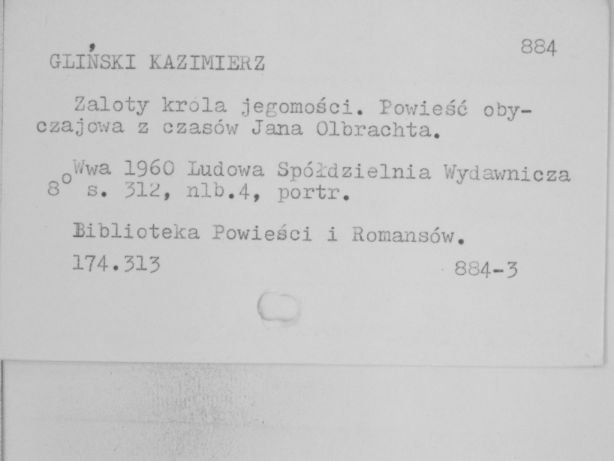 884
GLIŃSKI KAZIMIERZ
Zaloty krola jegomości. Powieść oby-
czajowa z czasów Jana Olbrachta.
Wwa 1960 Ludowa Spółdzielnia Wydawnicza
8° s. 312, nlb.4, portr.
Biblioteka Powieści i Romansów.
174.313 884-3